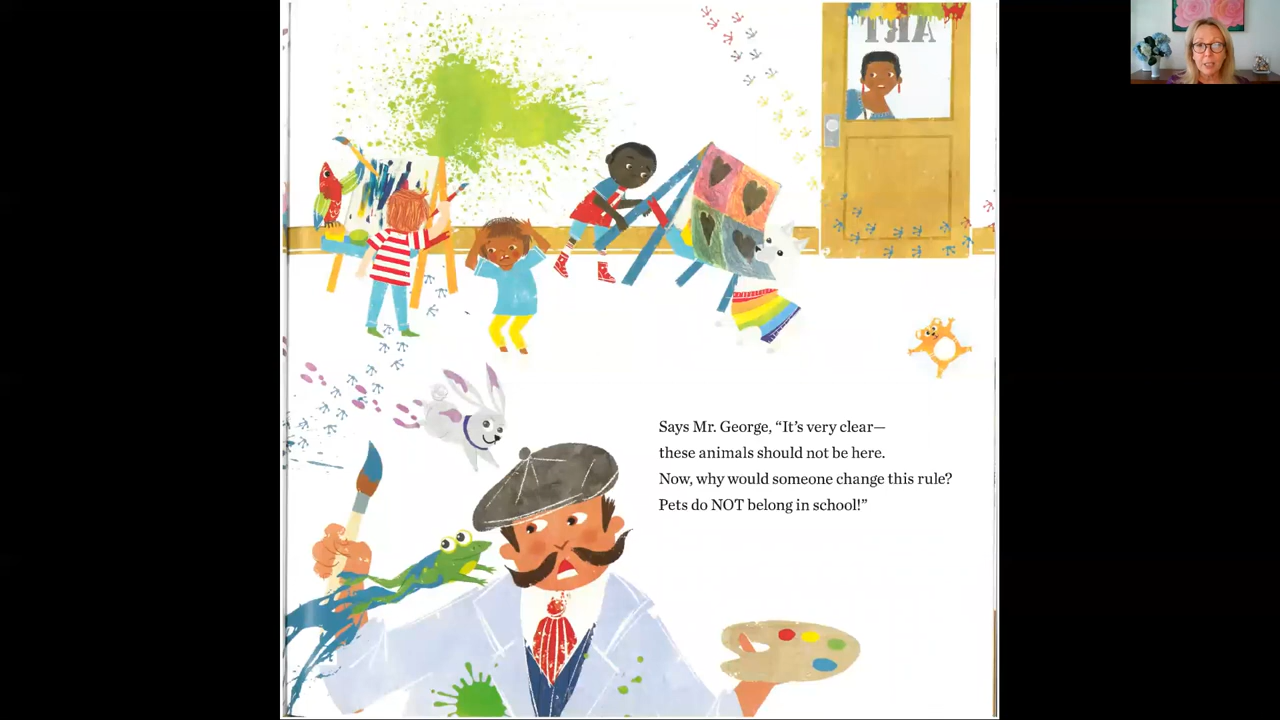 ART
Says Mr. George, “It’s very clear—
these animals should not be here.
Now, why would someone change this rule?
Pets do NOT belong in school!”